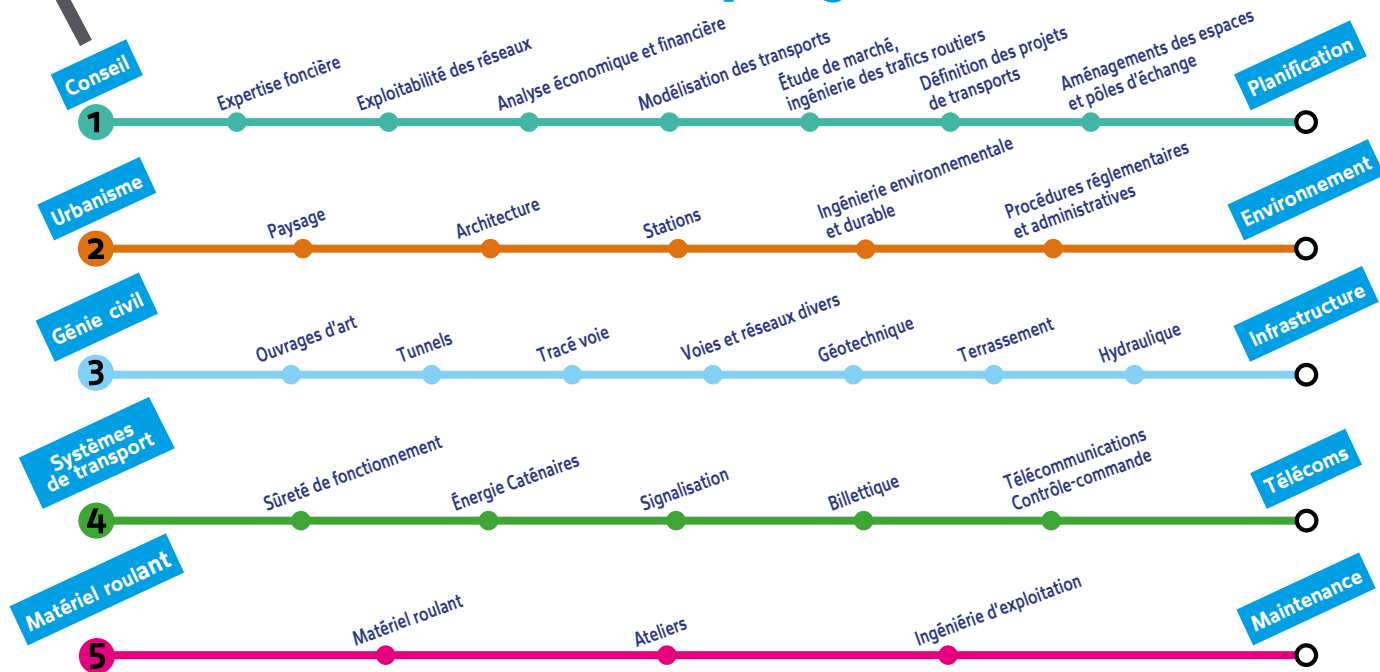 Conseil
1
Expertise foncière
Exploitabilité des réseaux
Analyse économique et financière
Modélisation des transports
Étude de marché,
ingénierie des trafics routiers
Définition des projets
de transports
Aménagements des espaces
et pôles d'échange
Planification
Urbanisme
2
Paysage
Architecture
Stations
Ingénierie environnementale
et durable
Procédures réglementaires
et administratives
Environnement
Génie civil
3
Ouvrages d'art
Tunnels
Tracé voie
Voies et réseaux divers
Géotechnique
Terrassement
Hydraulique
Infrastructure
Systèmes
de transport
4
Sûreté de fonctionnement
Énergie Caténaires
Signalisation
Billettique
Télécommunications
Contrôle-commande
Télécoms
Matériel roulant
5
Matériel roulant
Ateliers
Ingéniérie d'exploitation
Maintenance